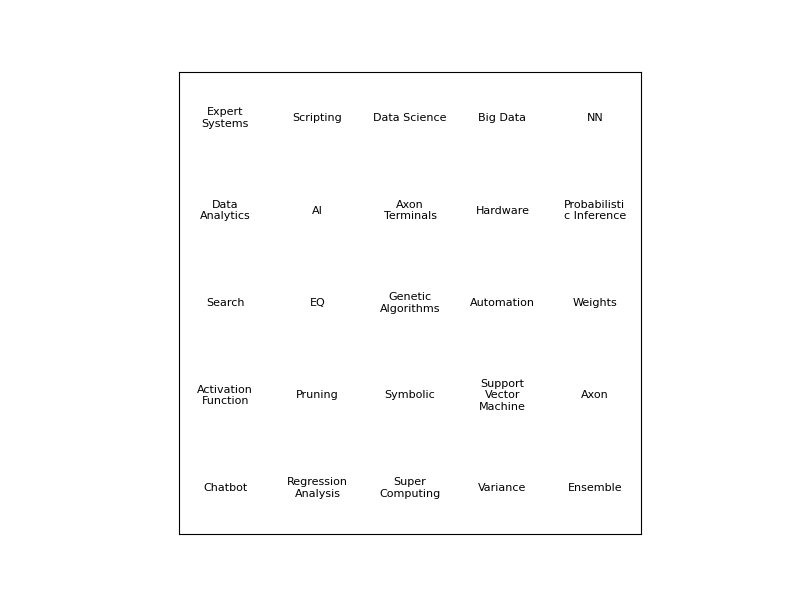 Expert
Systems
Scripting
Data Science
Big Data
NN
Data
Analytics
AI
Axon
Terminals
Hardware
Probabilisti
c Inference
Search
EQ
Genetic
Algorithms
Automation
Weights
Activation
Function
Pruning
Symbolic
Support
Vector
Machine
Axon
Chatbot
Regression
Analysis
Super
Computing
Variance
Ensemble